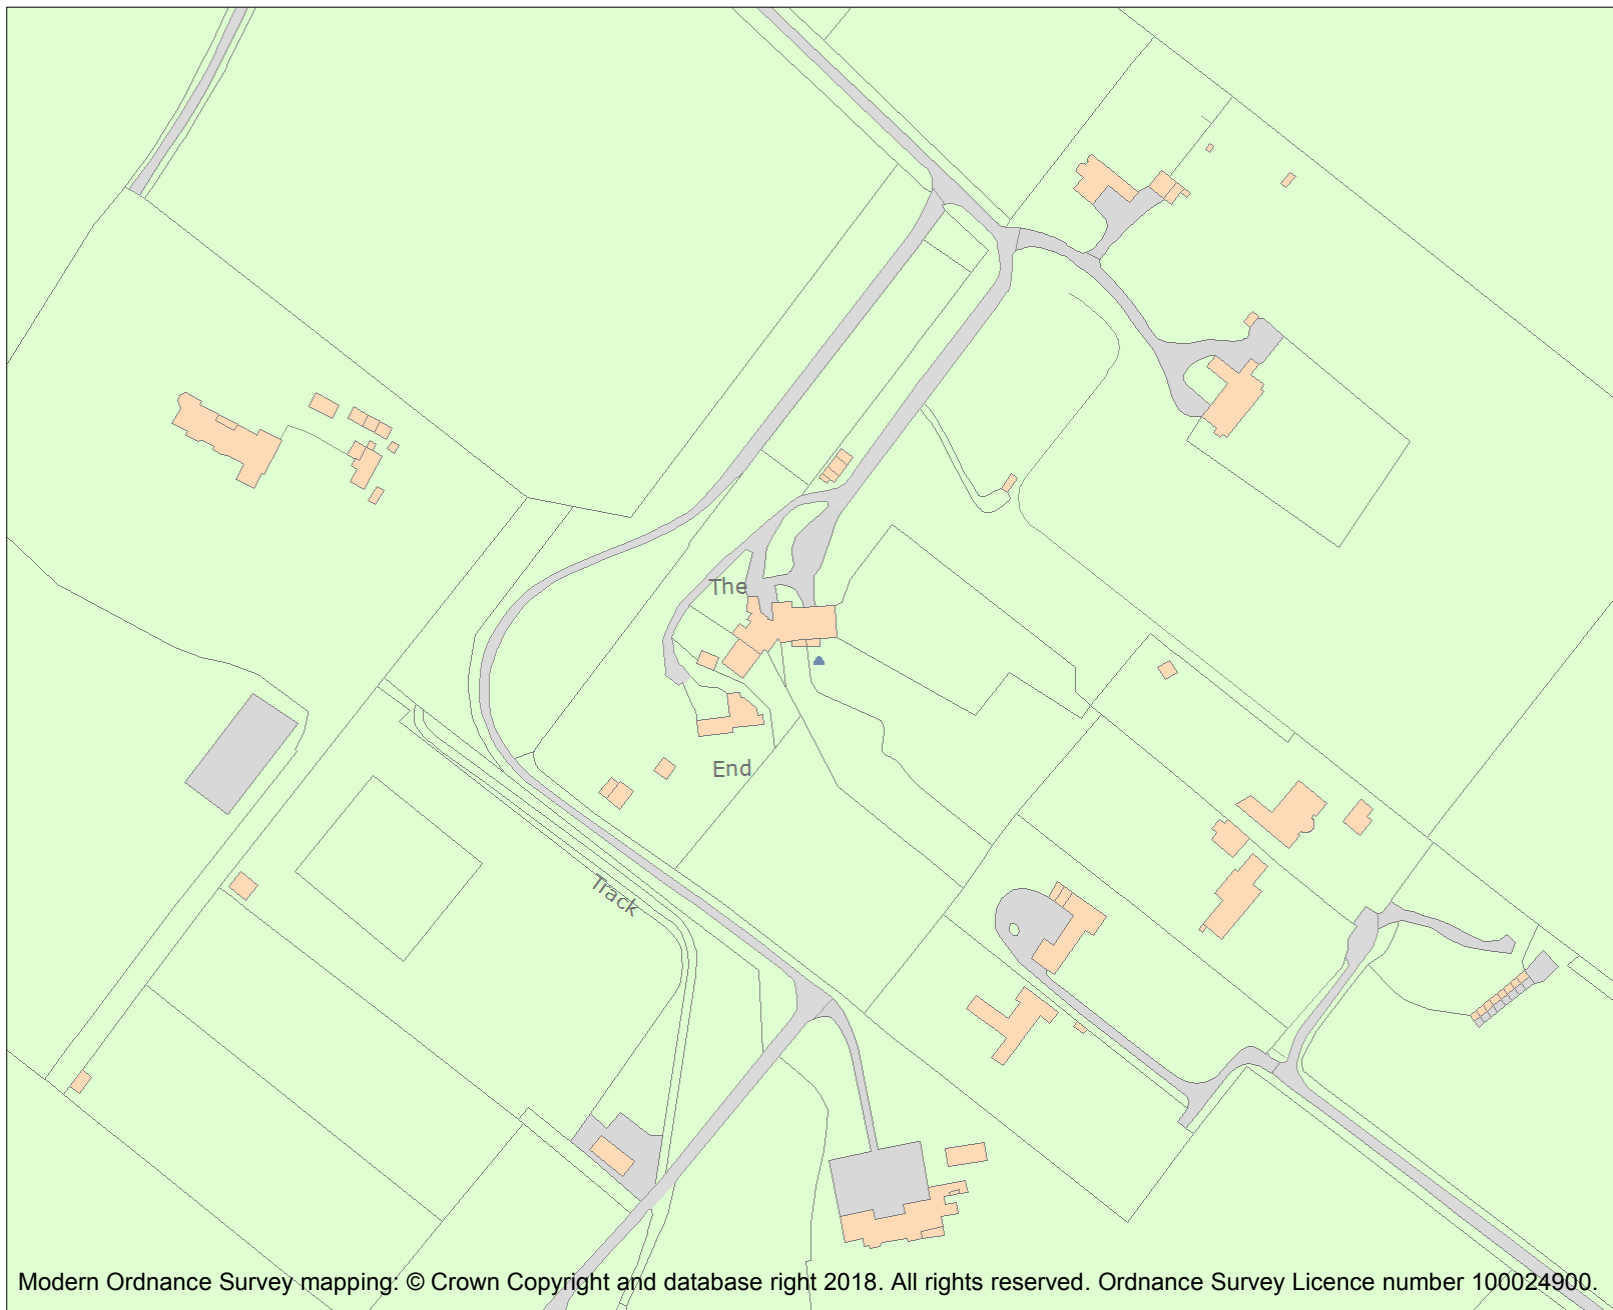 The
End
Track
Modern Ordnance Survey mapping: © Crown Copyright and database right 2018. All rights reserved. Ordnance Survey Licence number 100024900.